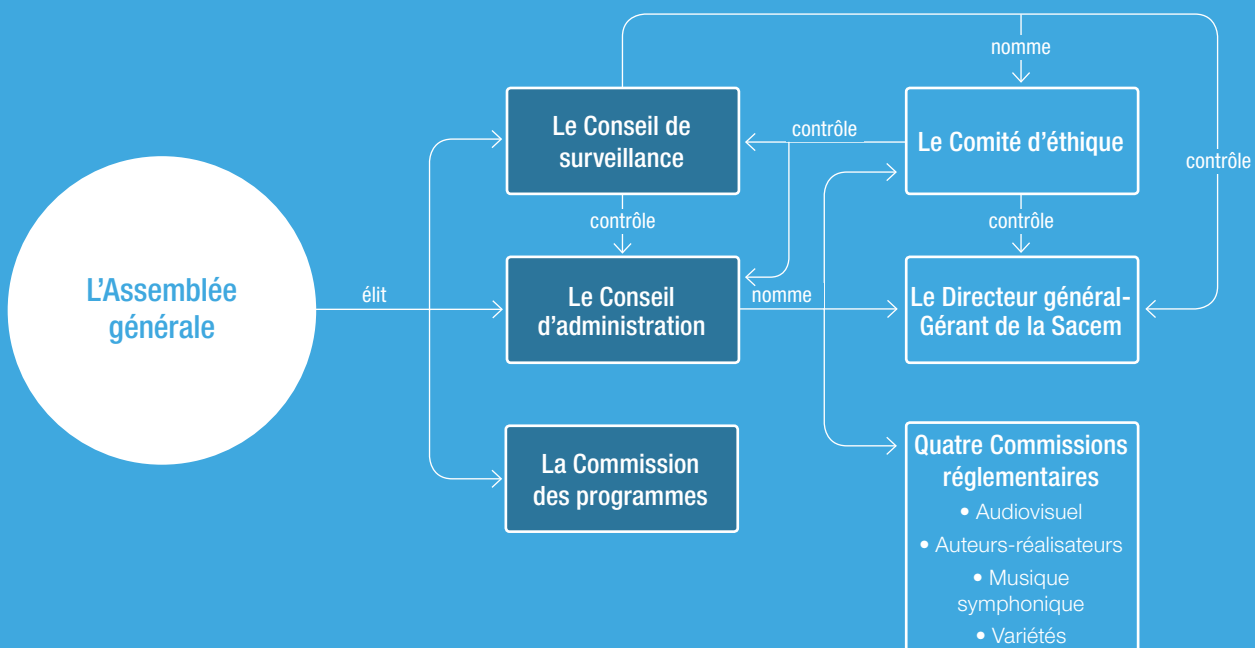 L'Assemblée
générale
élit
Le Conseil de
surveillance
contrôle
Le Conseil
d'administration
La Commission
des programmes
contrôle
nomme
nomme
Le Comité d'éthique
contrôle
Le Directeur général-
Gérant de la Sacem
contrôle
Quatre Commissions
réglementaires
• Audiovisuel
• Auteurs-réalisateurs
• Musique
symphonique
• Variétés